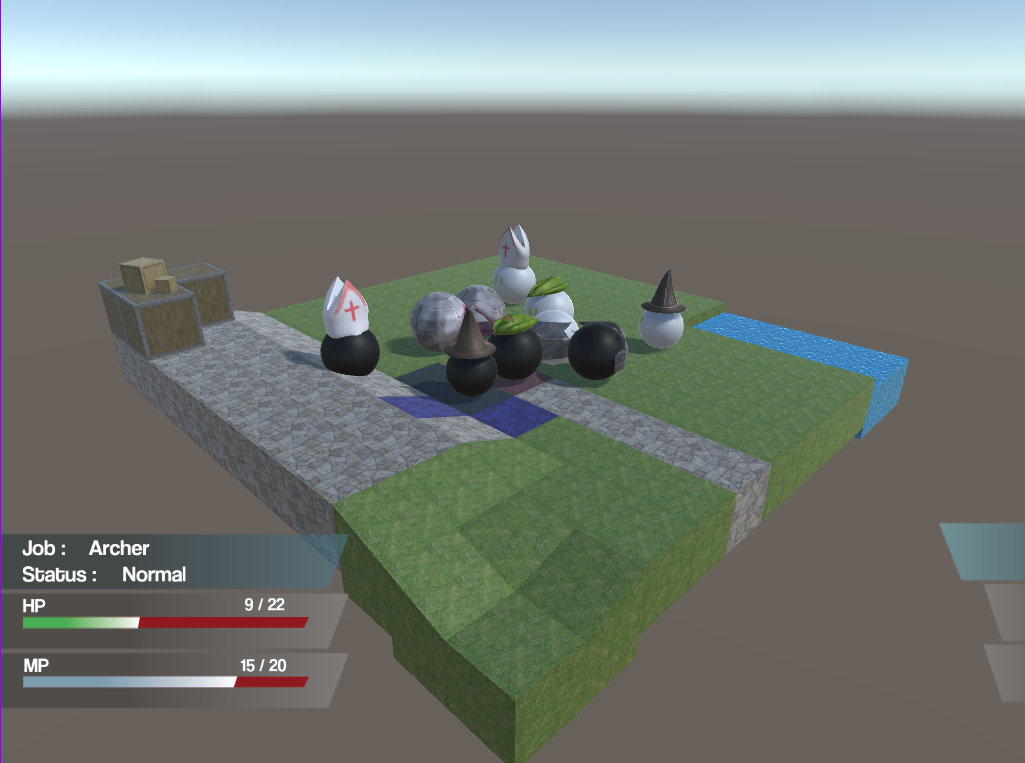 Job : Archer
Status : Normal
HP 9 / 22
MP 15 / 20